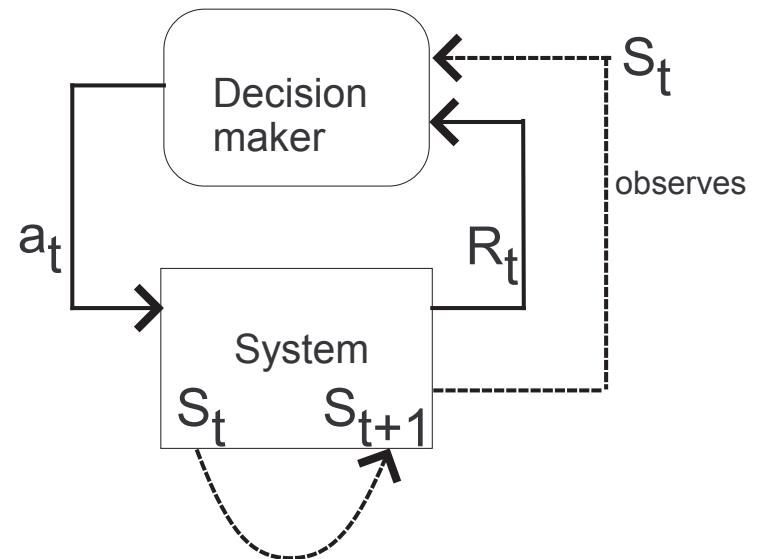 Decision
maker
S_t
observes
a_t
R_t
System
S_t
S_{t+1}